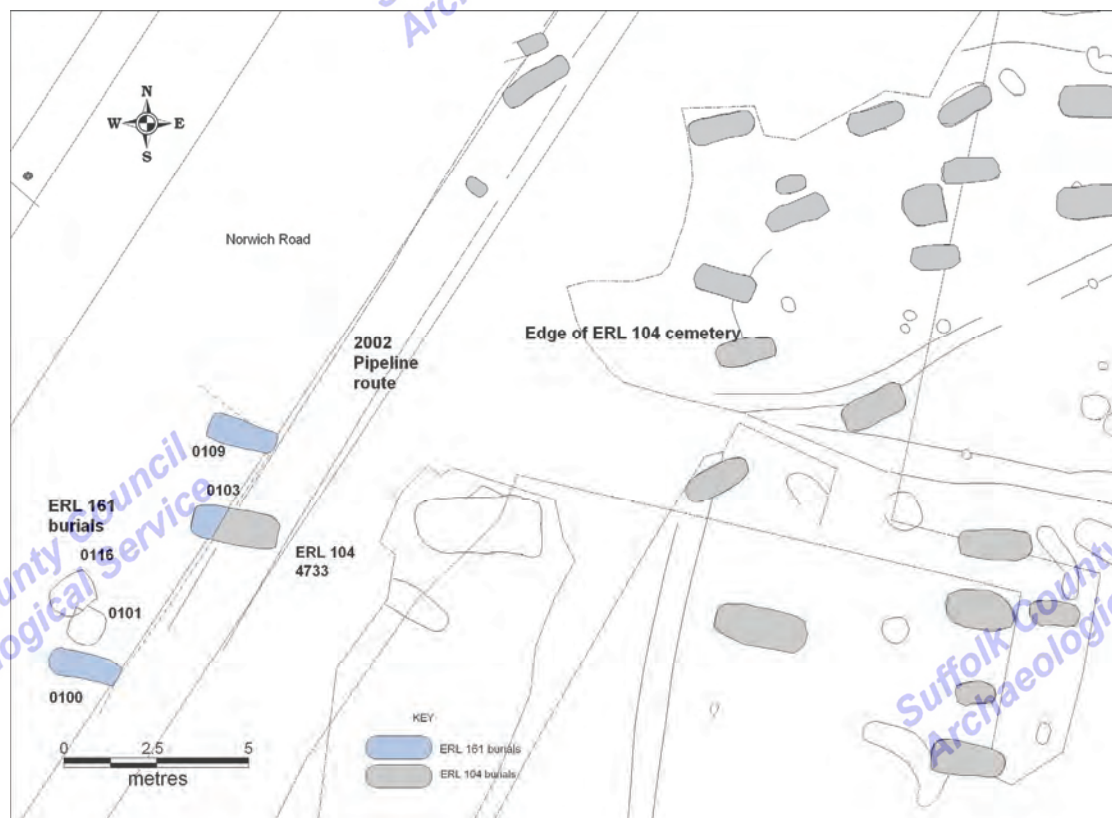 Suffolk County Council
Archaeological Service
N
W E
S
Norwich Road
2002
Pipeline
route
Edge of ERL 104 cemetery
0109
0103
ERL 161
burials
0116
0101
0100
ERL 104
4733
KEY
ERL 161 burials
ERL 104 burials
0 2.5 5
metres
Suffolk County
Archaeologic